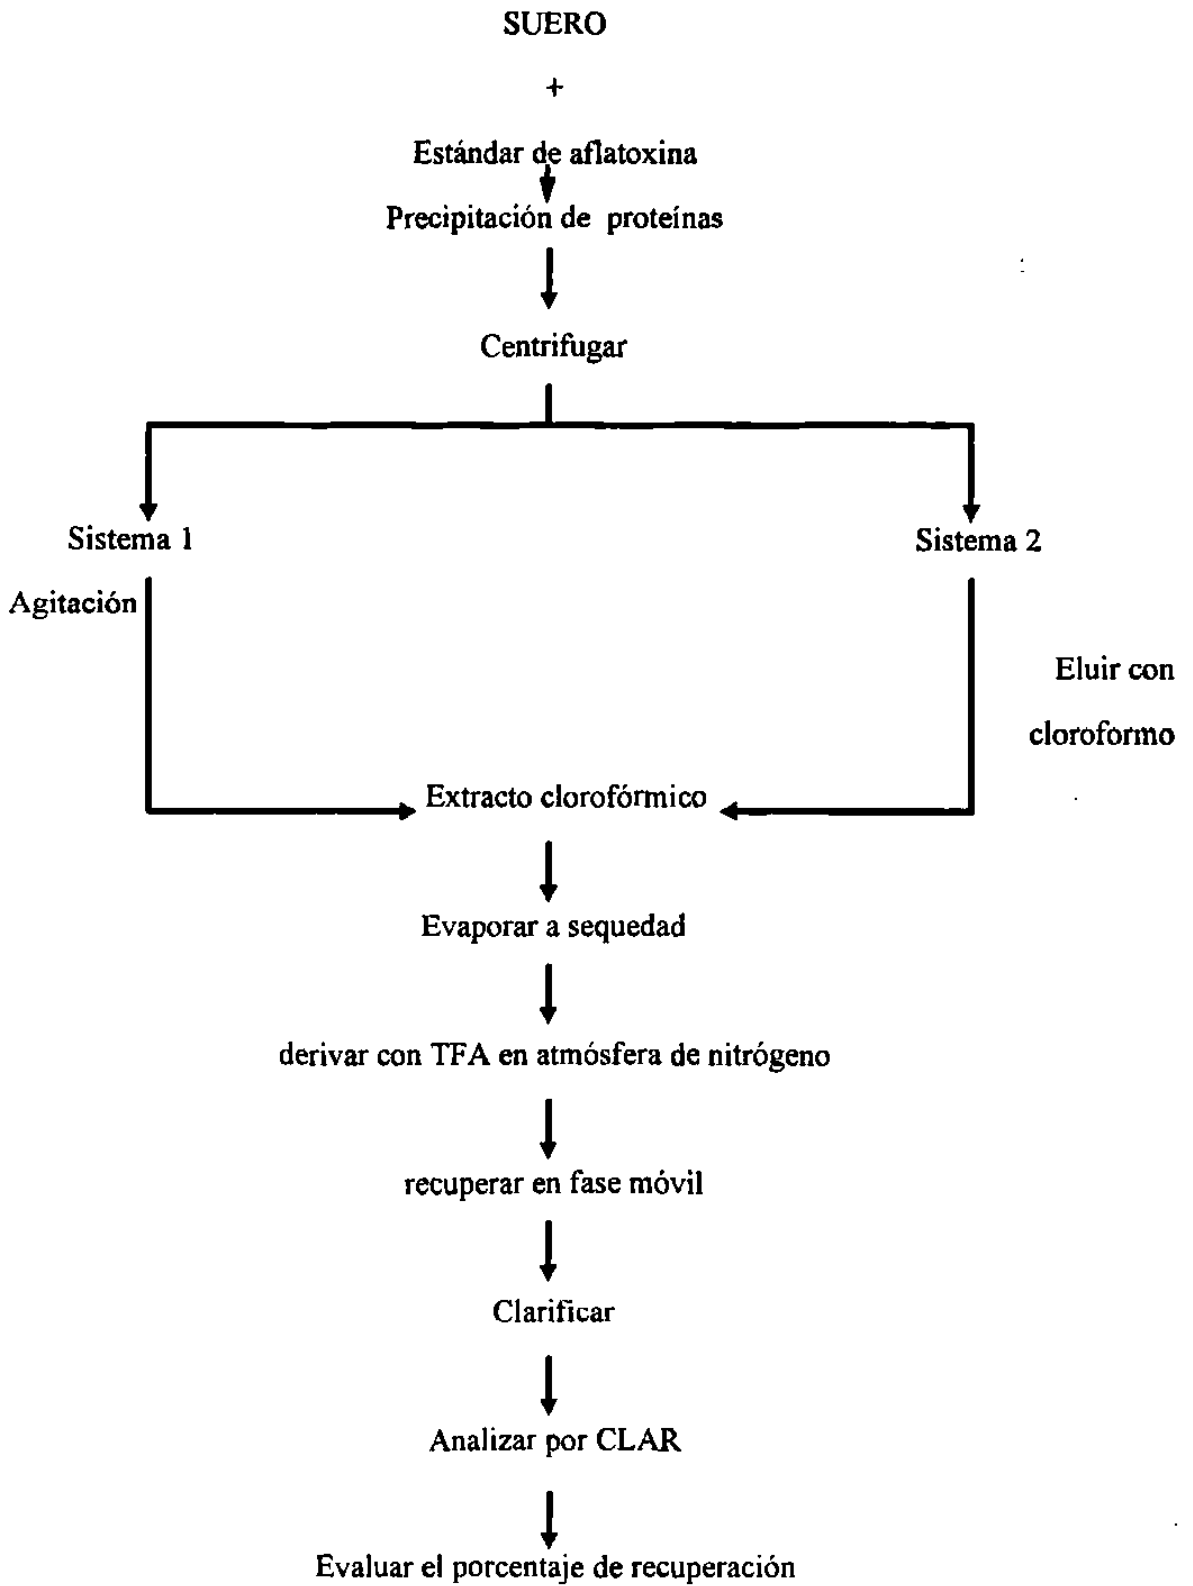 SUERO
+
Estándar de aflatoxina
Precipitación de proteínas
Centrifugar
Sistema 1
Sistema 2
Agitación
Eluir con
cloroformo
Extracto clorofórmico
Evaporar a sequedad
derivar con TFA en atmósfera de nitrógeno
recuperar en fase móvil
Clarificar
Analizar por CLAR
Evaluar el porcentaje de recuperación